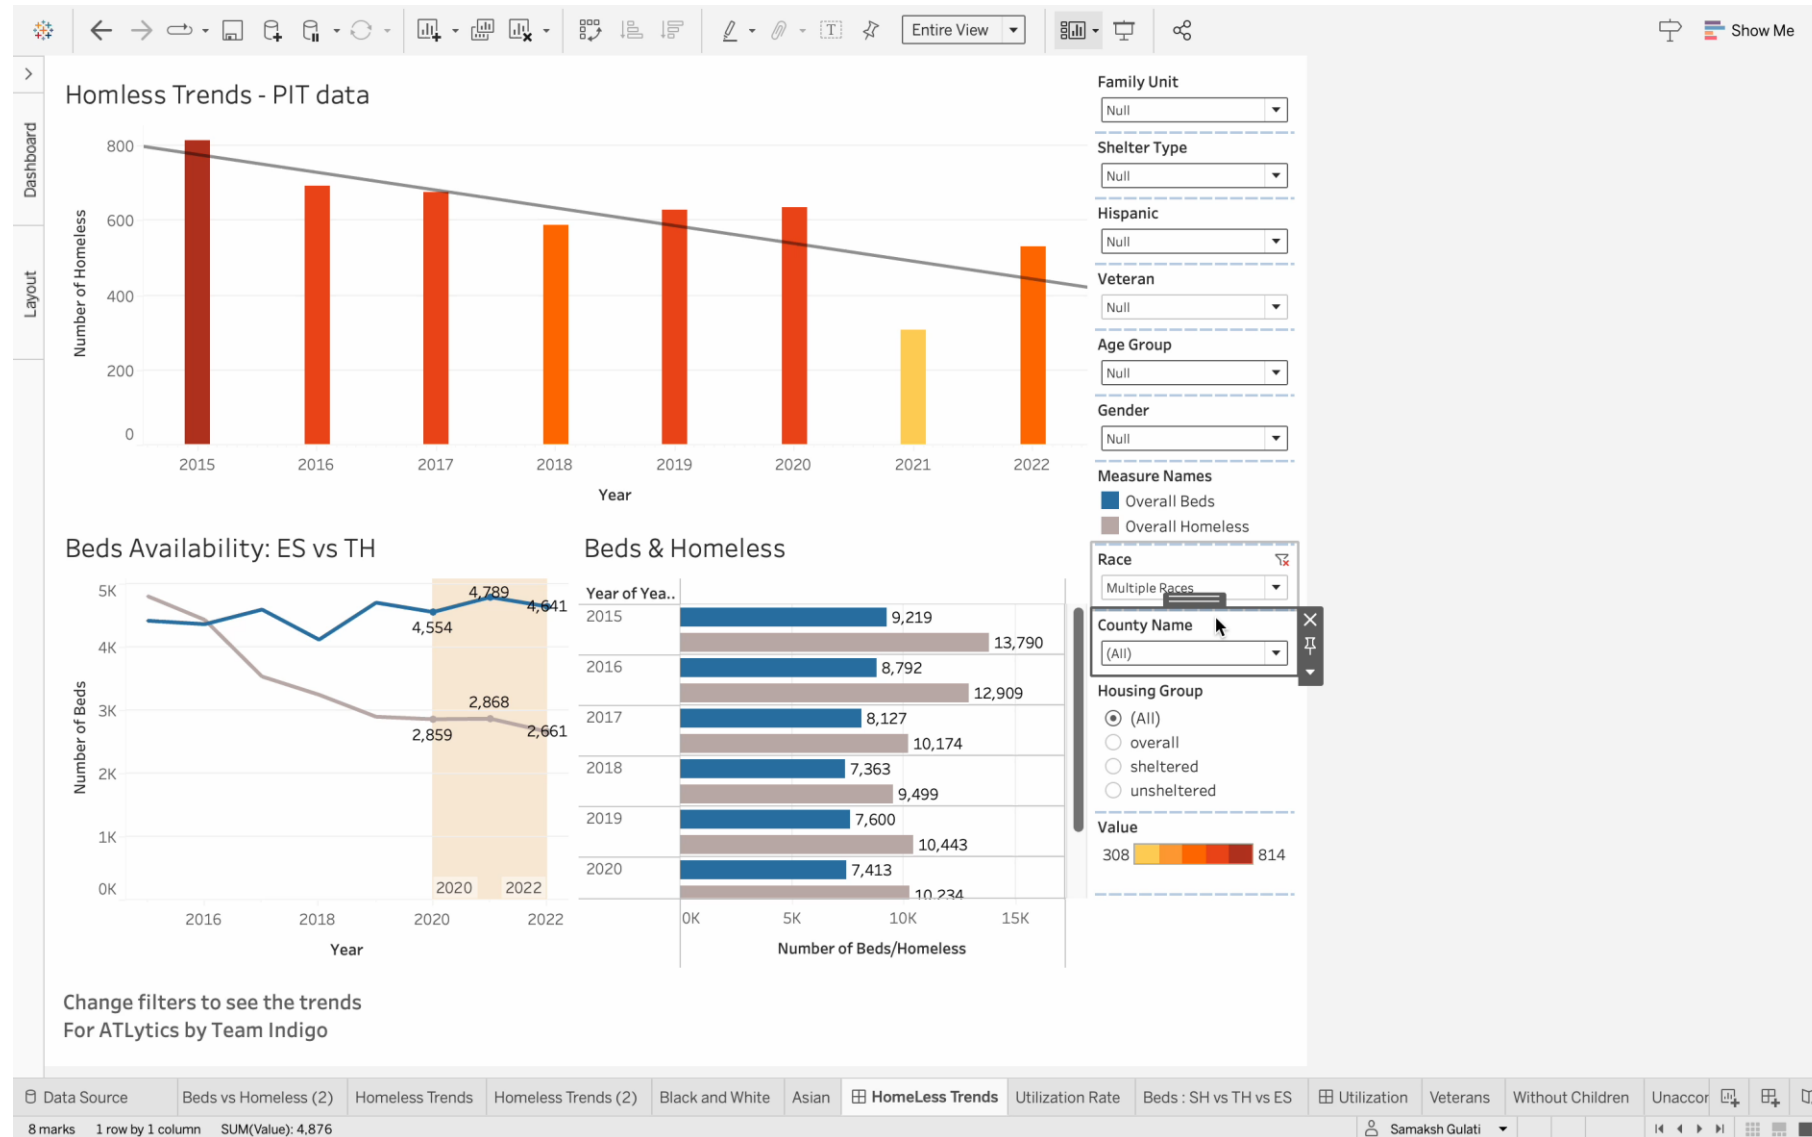 Entire View
Show Me
Dashboard
Layout
Homless Trends - PIT data
Number of Homeless
800
600
400
200
0
2015 2016 2017 2018 2019 2020 2021 2022
Year
Family Unit
Null
Shelter Type
Null
Hispanic
Null
Veteran
Null
Age Group
Null
Gender
Null
Measure Names
Overall Beds
Overall Homeless
Race
Multiple Races
County Name
(All)
Housing Group
(All)
overall
sheltered
unsheltered
Value
308 814
Beds Availability: ES vs TH
Number of Beds
5K
4K
3K
2K
1K
0K
4,789
4,641
4,554
2,868
2,859
2,661
2020 2022
2016 2018 2020 2022
Year
Beds & Homeless
Year of Yea..
2015
9,219
13,790
2016
8,792
12,909
2017
8,127
10,174
2018
7,363
9,499
2019
7,600
10,443
2020
7,413
10,234
0K 5K 10K 15K
Number of Beds/Homeless
Change filters to see the trends
For ATLytics by Team Indigo
Data Source Beds vs Homeless (2) Homeless Trends Homeless Trends (2) Black and White Asian HomeLess Trends Utilization Rate Beds : SH vs TH vs ES Utilization Veterans Without Children Unaccor
8 marks 1 row by 1 column SUM(Value): 4,876 Samaksh Gulati